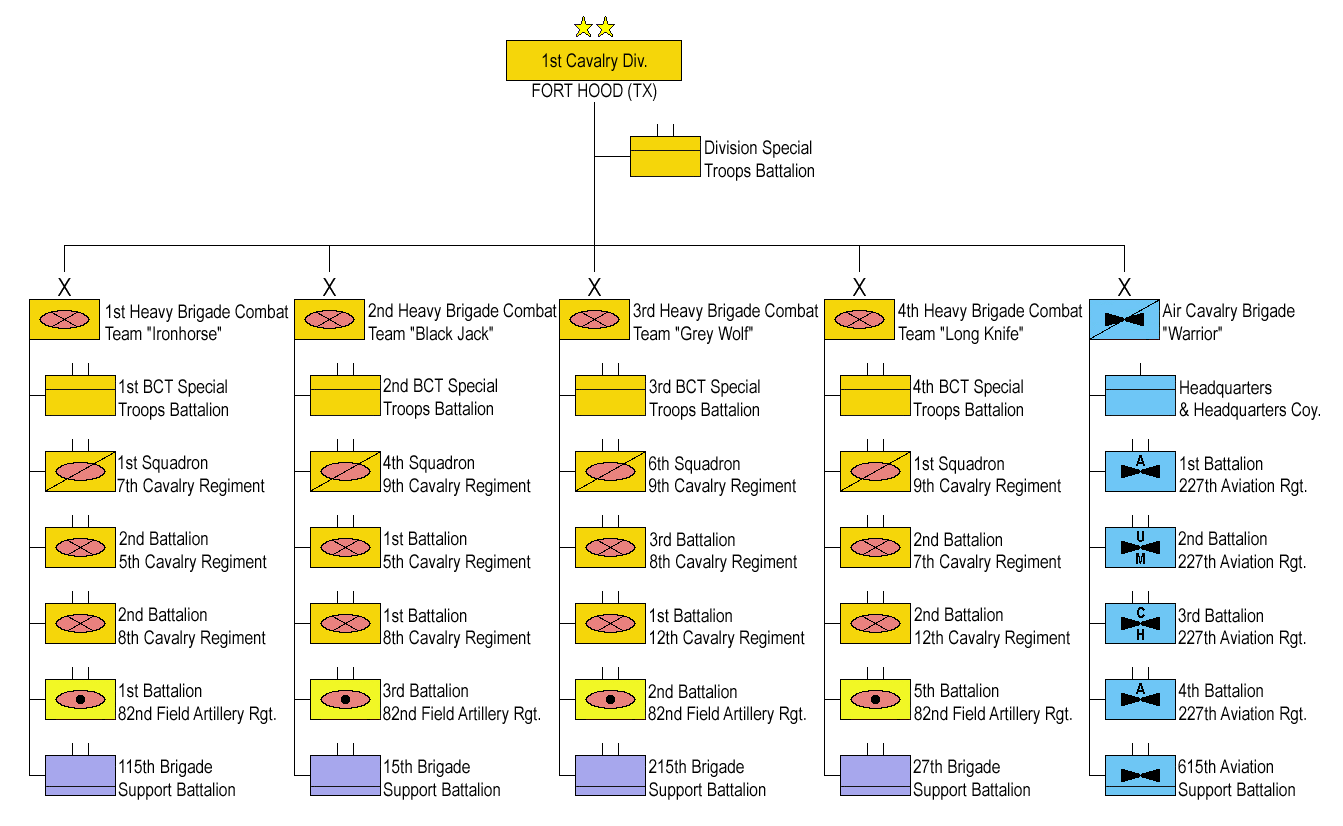 1st Cavalry Div.
FORT HOOD (TX)
Division Special
Troops Battalion
X
1st Heavy Brigade Combat
Team "Ironhorse"
1st BCT Special
Troops Battalion
1st Squadron
7th Cavalry Regiment
2nd Battalion
5th Cavalry Regiment
2nd Battalion
8th Cavalry Regiment
1st Battalion
82nd Field Artillery Rgt.
115th Brigade
Support Battalion
X
2nd Heavy Brigade Combat
Team "Black Jack"
2nd BCT Special
Troops Battalion
4th Squadron
9th Cavalry Regiment
1st Battalion
5th Cavalry Regiment
1st Battalion
8th Cavalry Regiment
3rd Battalion
82nd Field Artillery Rgt.
15th Brigade
Support Battalion
X
3rd Heavy Brigade Combat
Team "Grey Wolf"
3rd BCT Special
Troops Battalion
6th Squadron
9th Cavalry Regiment
3rd Battalion
8th Cavalry Regiment
1st Battalion
12th Cavalry Regiment
2nd Battalion
82nd Field Artillery Rgt.
215th Brigade
Support Battalion
X
4th Heavy Brigade Combat
Team "Long Knife"
4th BCT Special
Troops Battalion
1st Squadron
9th Cavalry Regiment
2nd Battalion
7th Cavalry Regiment
2nd Battalion
12th Cavalry Regiment
5th Battalion
82nd Field Artillery Rgt.
27th Brigade
Support Battalion
X
Air Cavalry Brigade
"Warrior"
Headquarters
& Headquarters Coy.
A
1st Battalion
227th Aviation Rgt.
U
M
2nd Battalion
227th Aviation Rgt.
C
H
3rd Battalion
227th Aviation Rgt.
A
4th Battalion
227th Aviation Rgt.
615th Aviation
Support Battalion